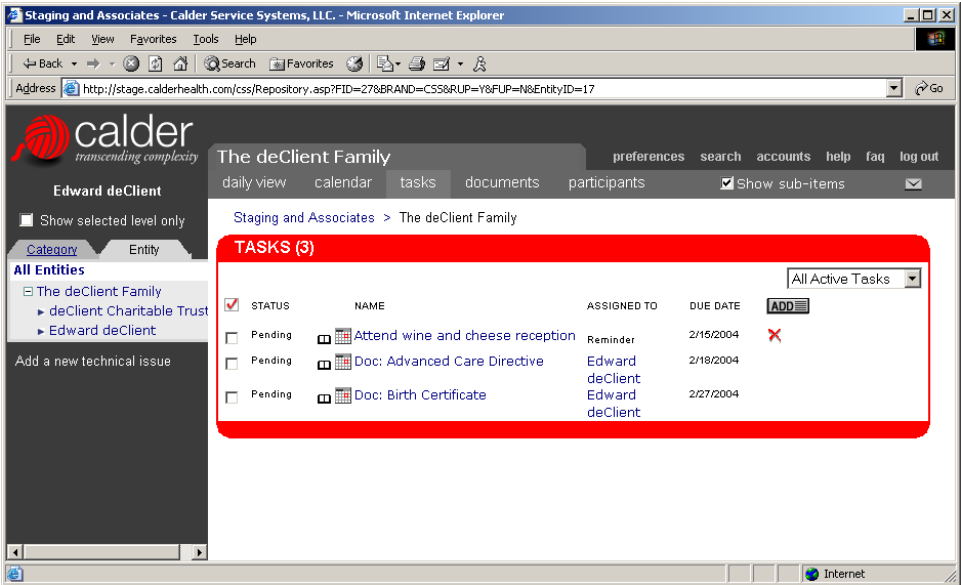 Staging and Associates - Calder Service Systems, LLC. - Microsoft Internet Explorer
File Edit View Favorites Tools Help
Back Search Favorites
Address http://stage.calderhealth.com/css/Repository.asp?FID=27&BRAND=CSS&RUP=Y&FUP=N&EntityID=17 Go
calder
transcending complexity
The deClient Family preferences search accounts help faq log out
Edward deClient daily view calendar tasks documents participants Show sub-items
Show selected level only Staging and Associates > The deClient Family
Category Entity TASKS (3)
All Entities All Active Tasks
The deClient Family
deClient Charitable Trust STATUS NAME ASSIGNED TO DUE DATE ADD
Edward deClient Pending Attend wine and cheese reception Reminder 2/15/2004
Add a new technical issue Pending Doc: Advanced Care Directive Edward deClient 2/18/2004
Pending Doc: Birth Certificate Edward deClient 2/27/2004
Internet